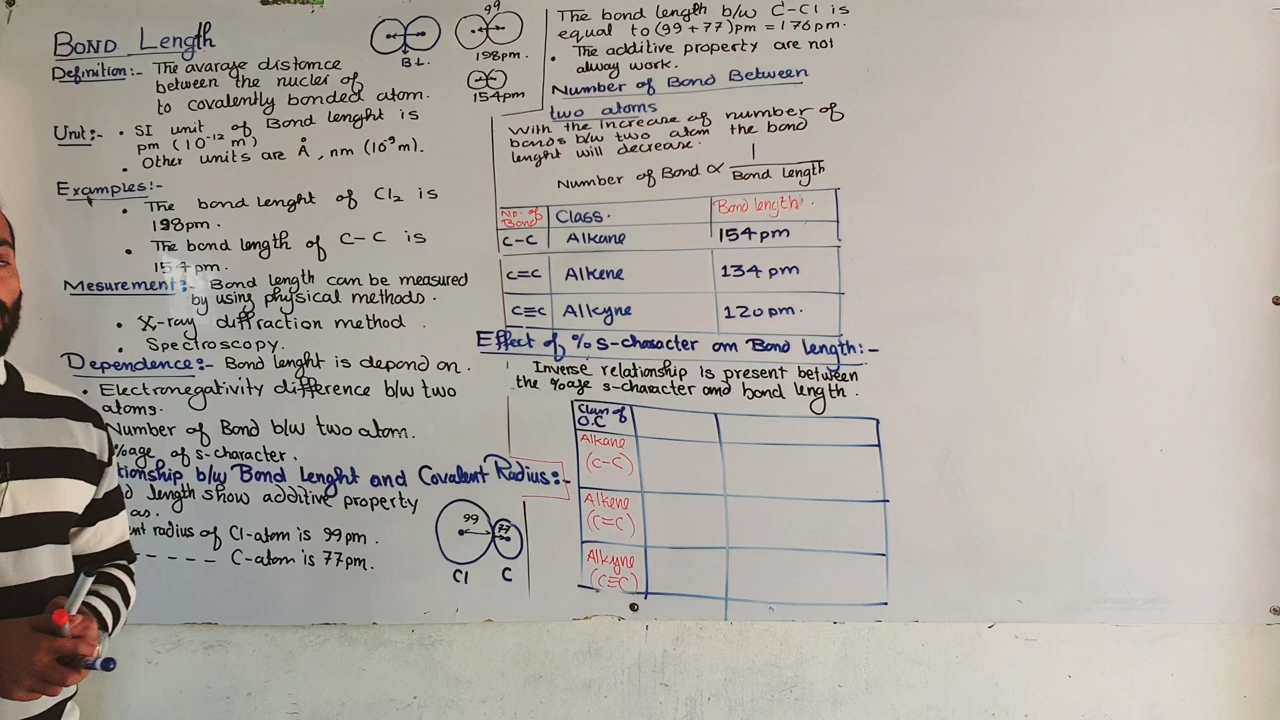 BOND Length
Definition:- The avarage distance
between the nuclei of
to covalently bonded atom.
Unit:- • SI unit of Bond lenght is
pm (10⁻¹² m)
• Other units are Å, nm (10⁻⁹ m).
Examples:-
• The bond lenght of Cl₂ is
198pm.
• The bond length of C-C is
154pm.
Mesurement:- Bond length can be measured
by using physical methods.
• X-ray diffraction method.
• Spectroscopy.
Dependence:- Bond lenght is depend on.
• Electronegativity difference b/w two
atoms.
Number of Bond b/w two atom.
%age of s-character.
tionship b/w Bond Lenght and Covalent Radius:-
d length show additive property
as.
nt radius of Cl-atom is 99pm.
- - - - - C-atom is 77pm.
B.L.
99
198pm.
154pm
99
77
Cl C
The bond length b/w C-Cl is
equal to (99+77)pm = 176pm.
• The additive property are not
alway work.
Number of Bond Between
two atoms
With the increase of number of
bonds b/w two atom the bond
lenght will decrease.
Number of Bond ∝ 1/Bond Length
No. of Bond Class. Bond length.
C-C Alkane 154pm
C=C Alkene 134 pm
C≡C Alkyne 120pm.
Effect of % s-character om Bond length:-
Inverse relationship is present between
the %age s-character and bond length.
Class of
O.C
Alkane
(C-C)
Alkene
(C=C)
Alkyne
(C≡C)